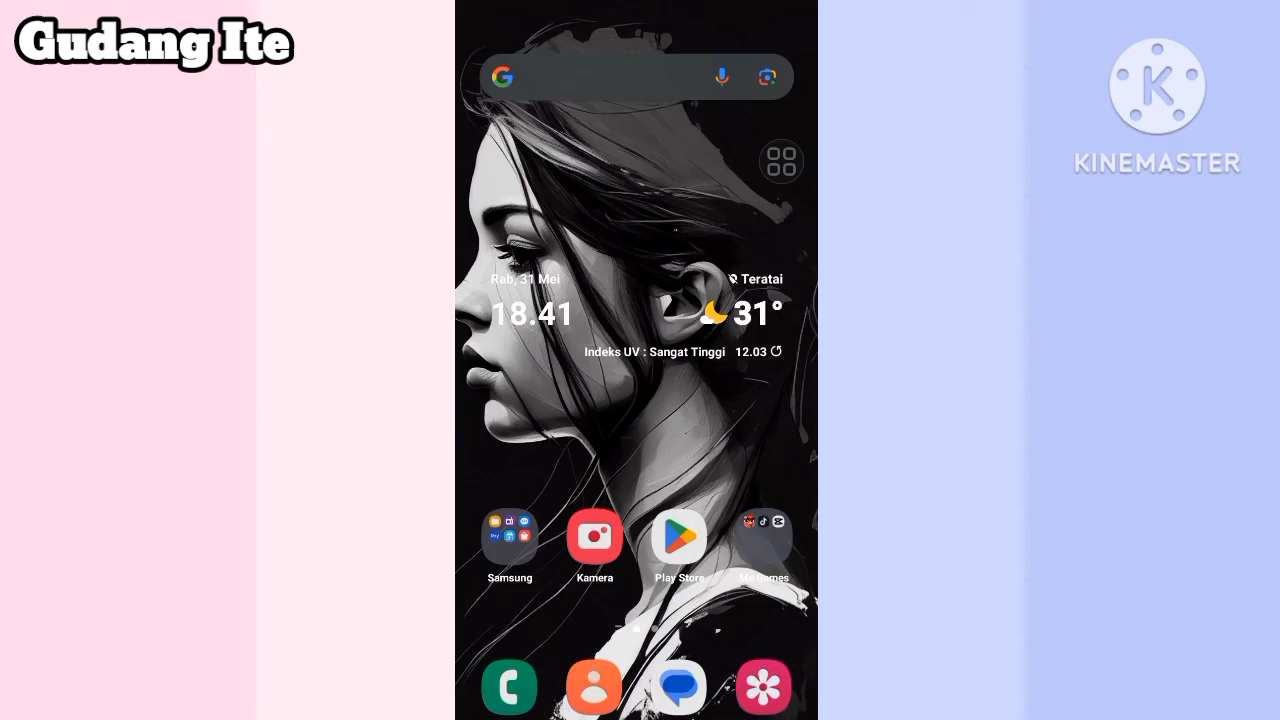 Gudang Ite
KINEMASTER
Rab, 31 Mei
Teratai
18.41
31°
Indeks UV : Sangat Tinggi 12.03
Samsung
Kamera
Play Store
My Games